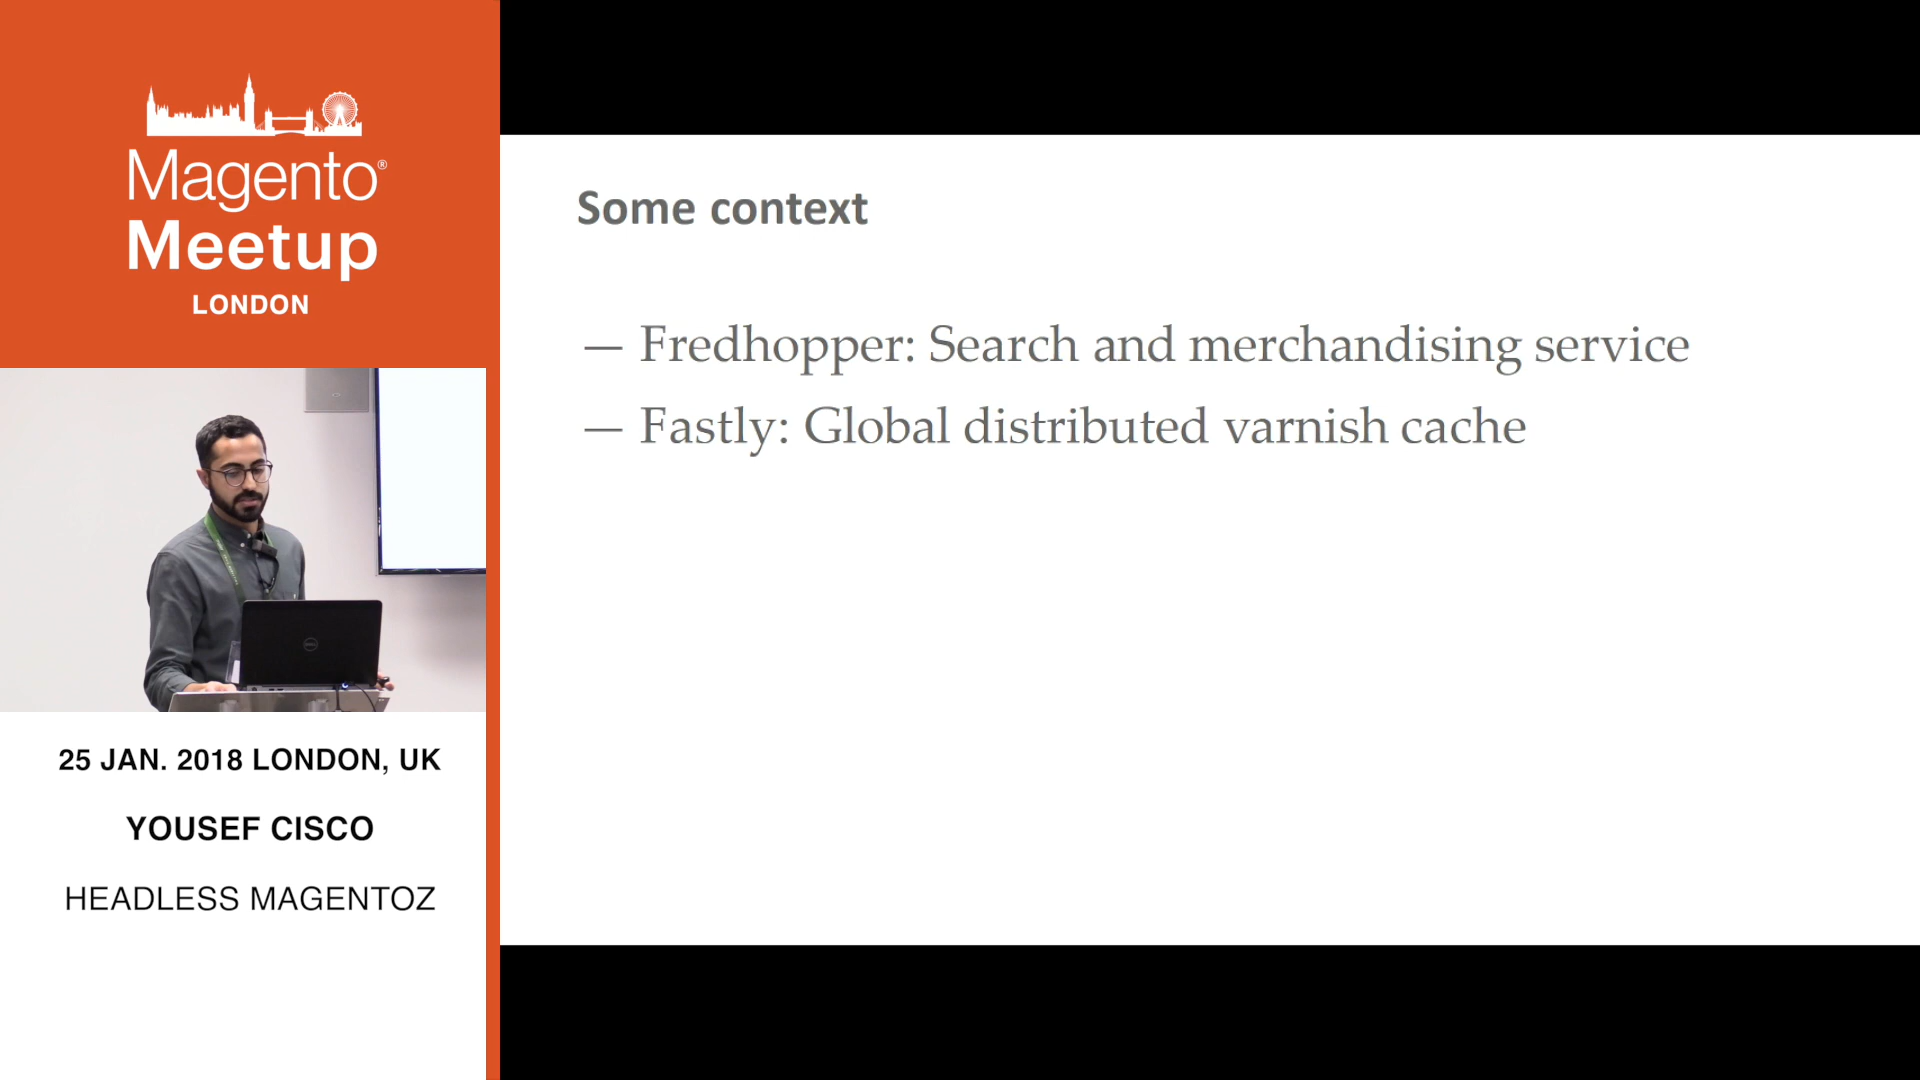 Magento®
Meetup
LONDON
25 JAN. 2018 LONDON, UK
YOUSEF CISCO
HEADLESS MAGENTOZ
Some context
— Fredhopper: Search and merchandising service
— Fastly: Global distributed varnish cache